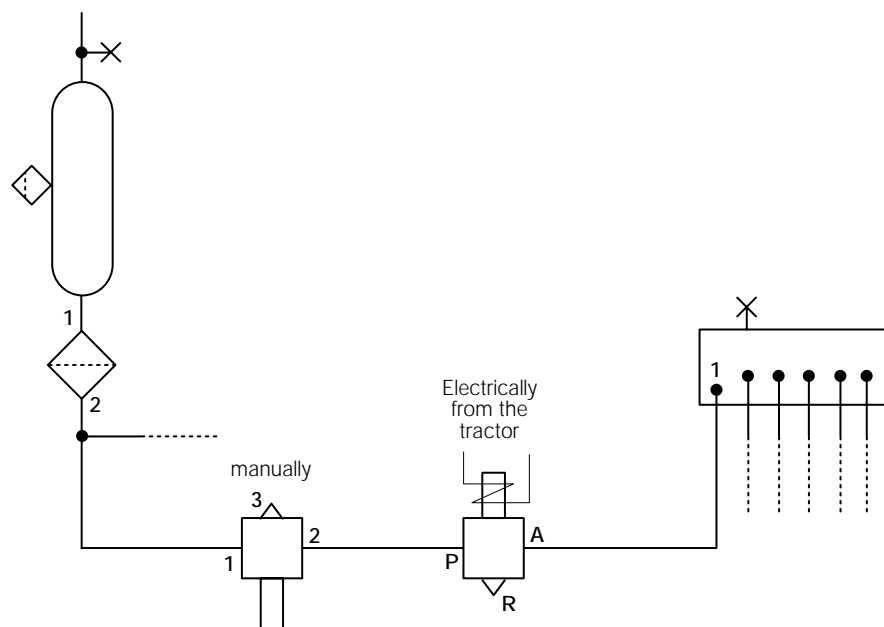 1
2
manually
3
1
2
Electrically
from the
tractor
P
A
R
1